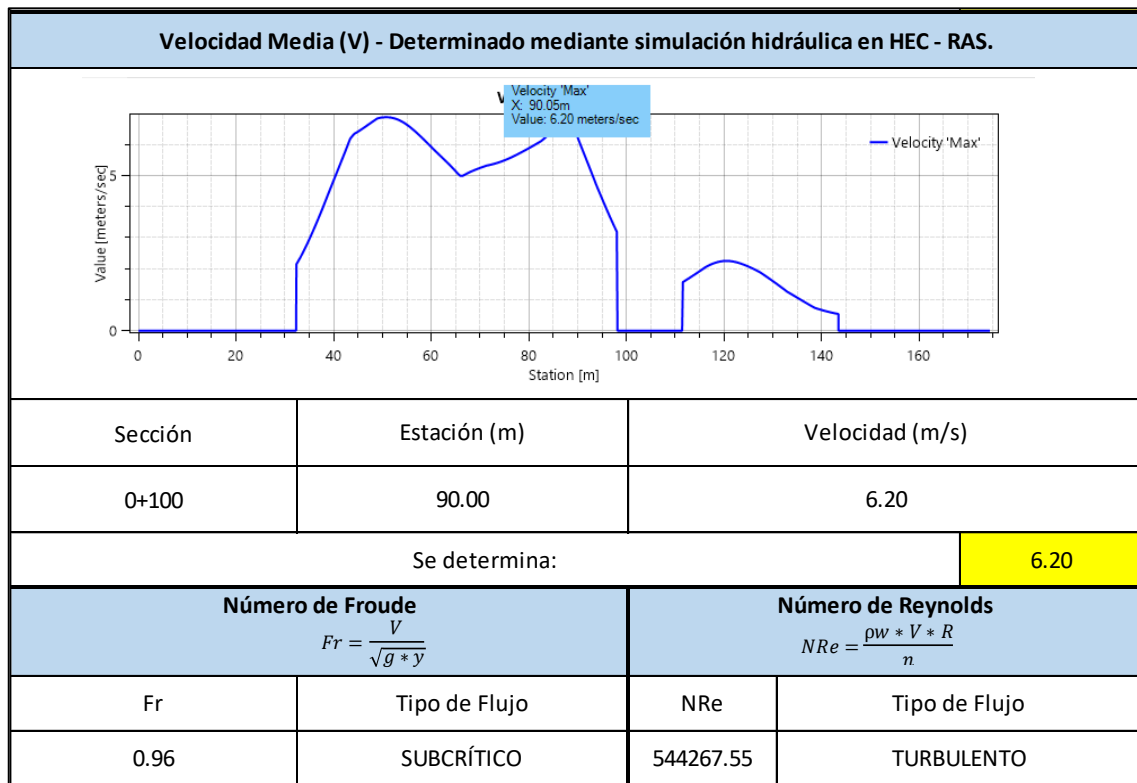 Velocidad Media (V) - Determinado mediante simulación hidráulica en HEC - RAS.
V
Velocity 'Max'
X: 90.05m
Value: 6.20 meters/sec
Velocity 'Max'
Value [meters/sec]
5
0
0 20 40 60 80 100 120 140 160
Station [m]
Sección Estación (m) Velocidad (m/s)
0+100 90.00 6.20
Se determina: 6.20
Número de Froude Número de Reynolds
Fr = V / √(g * y) NRe = ρw * V * R / n
Fr Tipo de Flujo NRe Tipo de Flujo
0.96 SUBCRÍTICO 544267.55 TURBULENTO